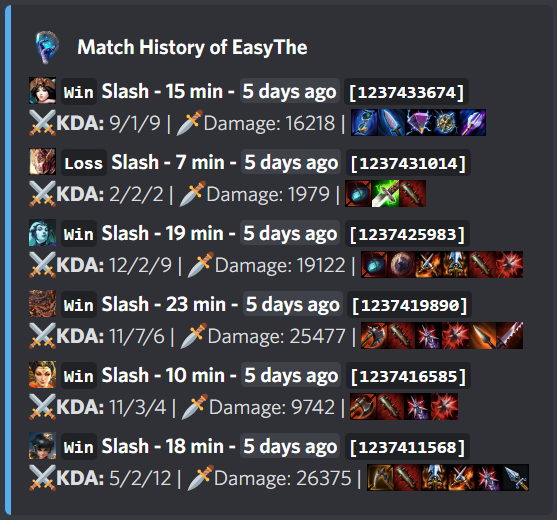 Match History of EasyThe
Win Slash - 15 min - 5 days ago [1237433674]
KDA: 9/1/9 | Damage: 16218 |
Loss Slash - 7 min - 5 days ago [1237431014]
KDA: 2/2/2 | Damage: 1979 |
Win Slash - 19 min - 5 days ago [1237425983]
KDA: 12/2/9 | Damage: 19122 |
Win Slash - 23 min - 5 days ago [1237419890]
KDA: 11/7/6 | Damage: 25477 |
Win Slash - 10 min - 5 days ago [1237416585]
KDA: 11/3/4 | Damage: 9742 |
Win Slash - 18 min - 5 days ago [1237411568]
KDA: 5/2/12 | Damage: 26375 |